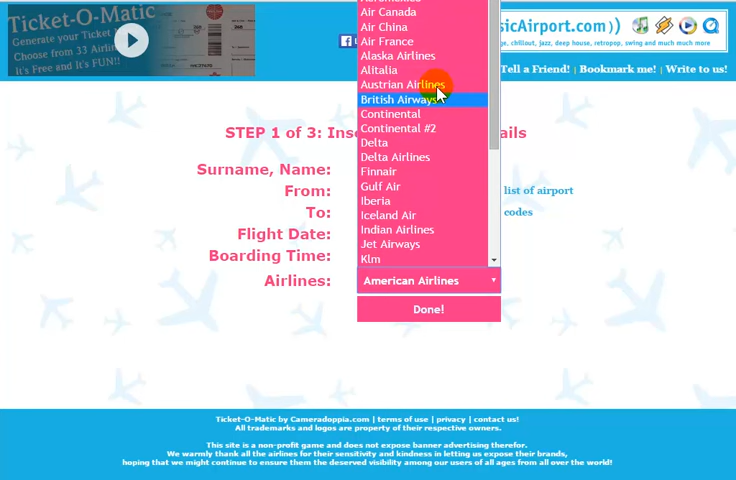 Ticket-O-Matic
Generate your Ticket
Choose from 33 Airlines
It's Free and It's FUN!!
sicAirport.com
chillout, jazz, deep house, retropop, swing and much much more
Tell a Friend! | Bookmark me! | Write to us!
Air Canada
Air China
Air France
Alaska Airlines
Alitalia
Austrian Airlines
British Airways
Continental
Continental #2
Delta
Delta Airlines
Finnair
Gulf Air
Iberia
Iceland Air
Indian Airlines
Jet Airways
Klm
STEP 1 of 3: Inse ails
Surname, Name:
From:
list of airport
To:
codes
Flight Date:
Boarding Time:
Airlines:
American Airlines
Done!
Ticket-O-Matic by Cameradoppia.com | terms of use | privacy | contact us!
All trademarks and logos are property of their respective owners.
This site is a non-profit game and does not expose banner advertising therefor.
We warmly thank all the airlines for their sensitivity and kindness in letting us expose their brands,
hoping that we might continue to ensure them the deserved visibility among our users of all ages from all over the world!